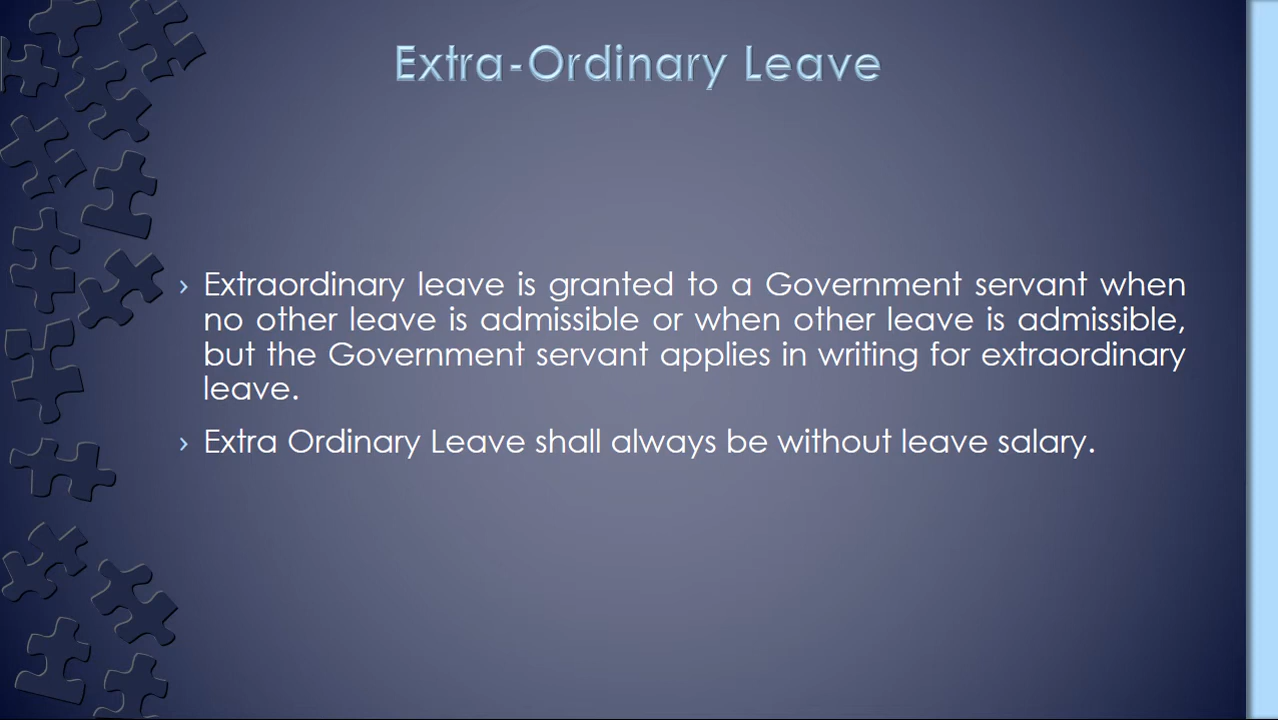 Extra-Ordinary Leave
› Extraordinary leave is granted to a Government servant when
no other leave is admissible or when other leave is admissible,
but the Government servant applies in writing for extraordinary
leave.
› Extra Ordinary Leave shall always be without leave salary.